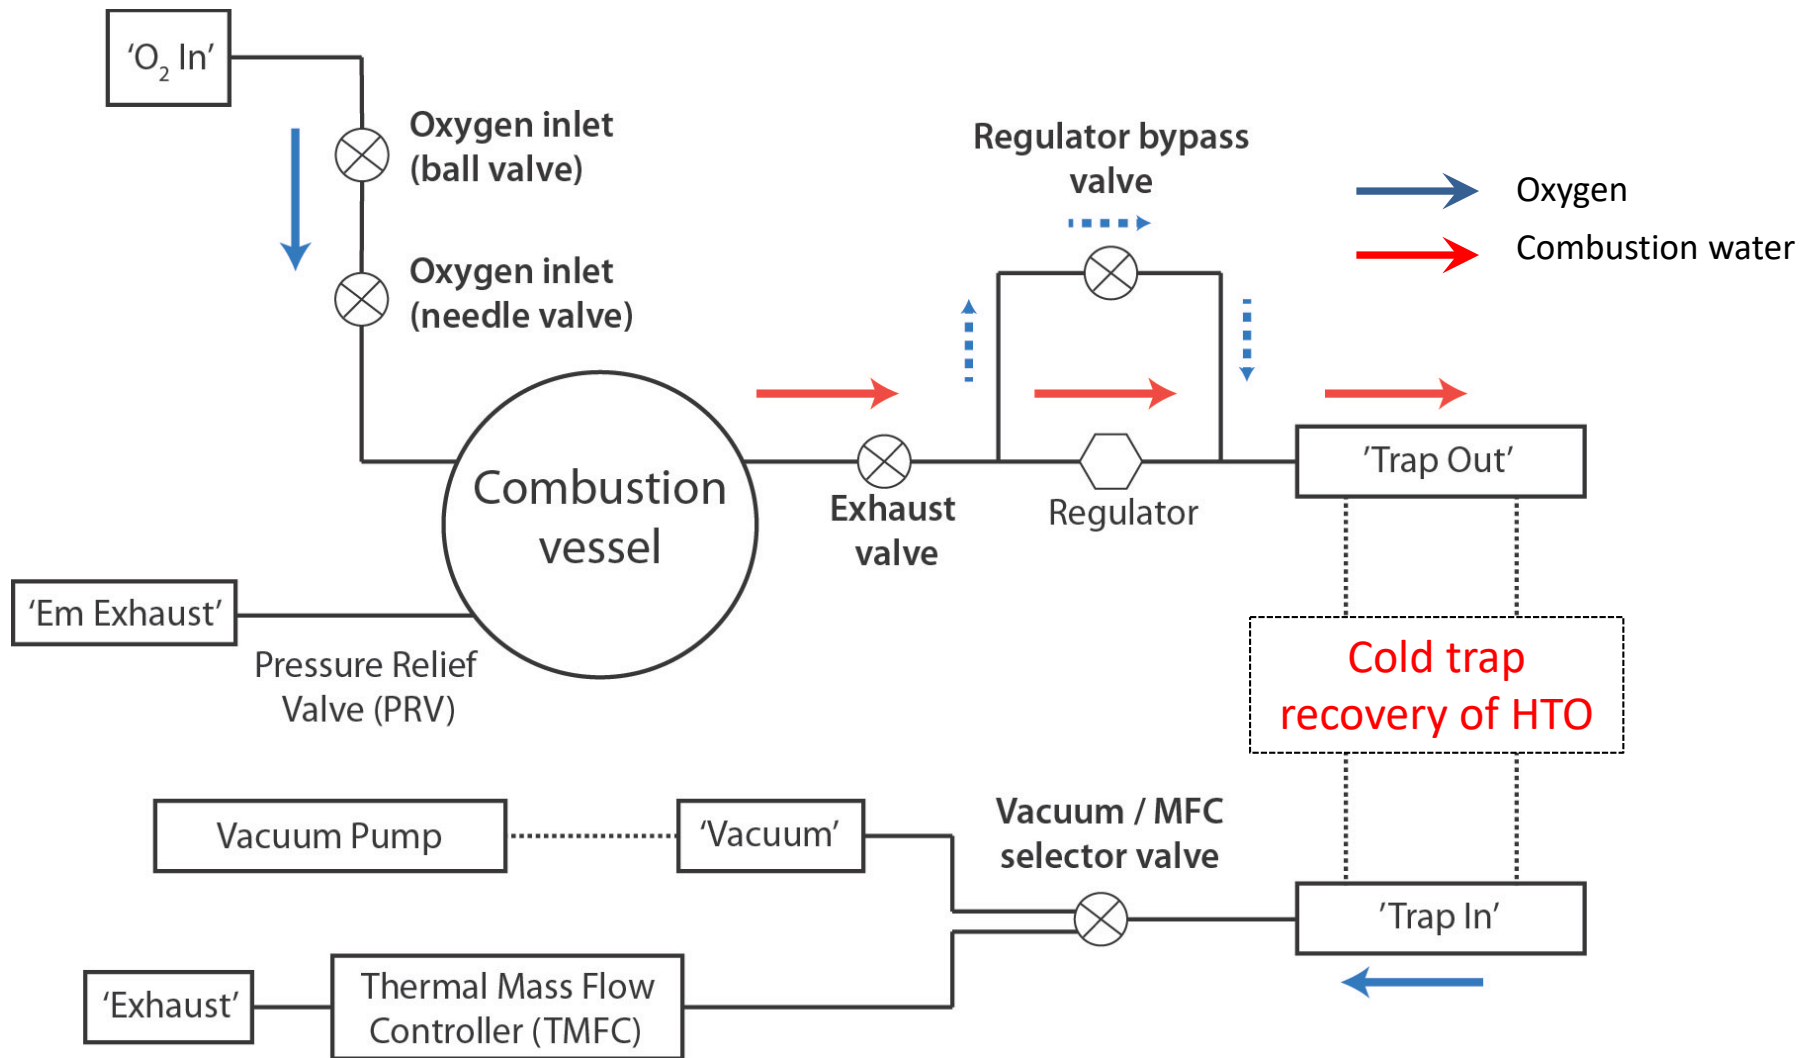 ‘O₂ In’
Oxygen inlet
(ball valve)
Oxygen inlet
(needle valve)
Regulator bypass
valve
Oxygen
Combustion water
Combustion
vessel
Exhaust
valve
Regulator
’Trap Out’
‘Em Exhaust’
Pressure Relief
Valve (PRV)
Cold trap
recovery of HTO
Vacuum Pump
‘Vacuum’
Vacuum / MFC
selector valve
’Trap In’
‘Exhaust’
Thermal Mass Flow
Controller (TMFC)